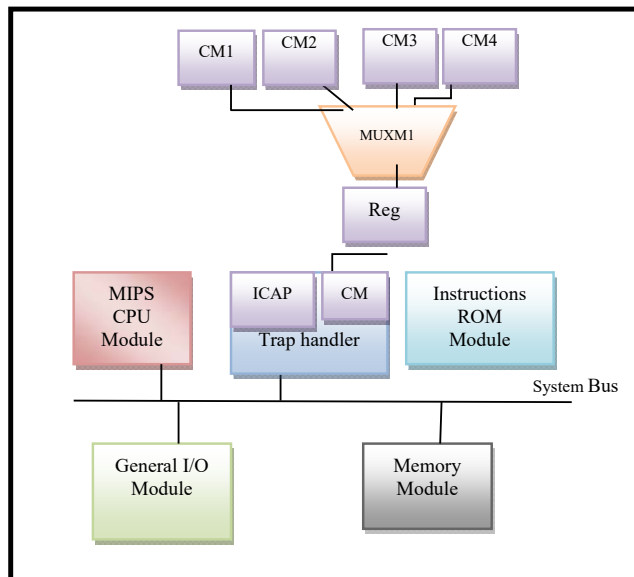 CM1
CM2
CM3
CM4
MUXM1
Reg
MIPS
CPU
Module
ICAP
CM
Trap handler
Instructions
ROM
Module
System Bus
General I/O
Module
Memory
Module